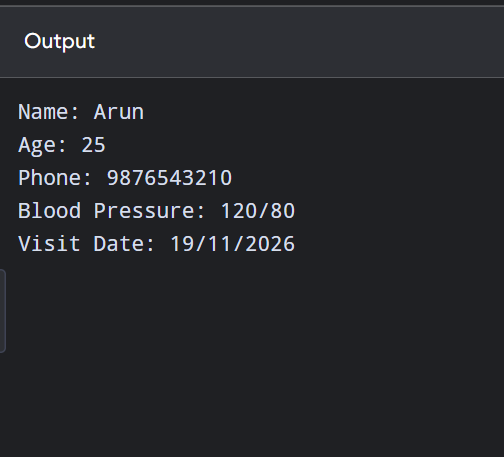 Output
Name: Arun
Age: 25
Phone: 9876543210
Blood Pressure: 120/80
Visit Date: 19/11/2026